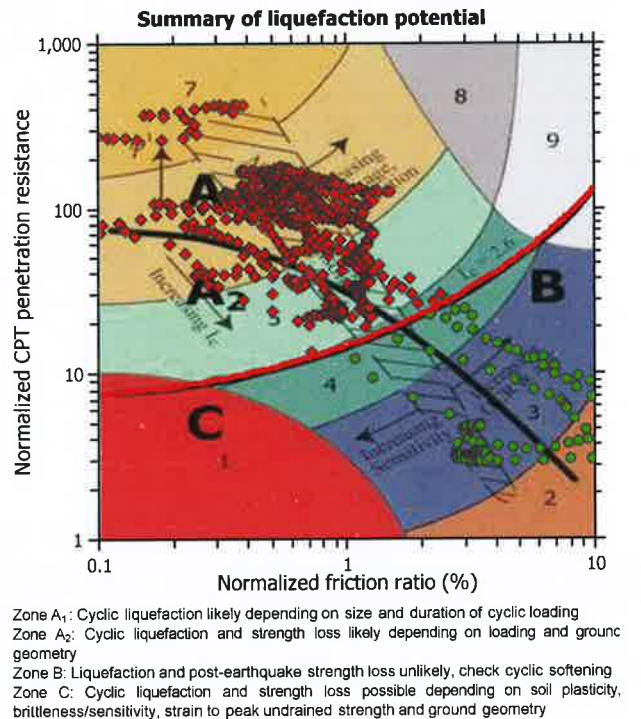 Summary of liquefaction potential
Normalized CPT penetration resistance
1,000
100
10
1
0.1
1
10
Normalized friction ratio (%)
7
8
9
A
A2
B
C
5
4
3
2
1
Increasing Ic
Ic = 2.6
Increasing
sensitivity
Zone A1: Cyclic liquefaction likely depending on size and duration of cyclic loading
Zone A2: Cyclic liquefaction and strength loss likely depending on loading and ground
geometry
Zone B: Liquefaction and post-earthquake strength loss unlikely, check cyclic softening
Zone C: Cyclic liquefaction and strength loss possible depending on soil plasticity,
brittleness/sensitivity, strain to peak undrained strength and ground geometry